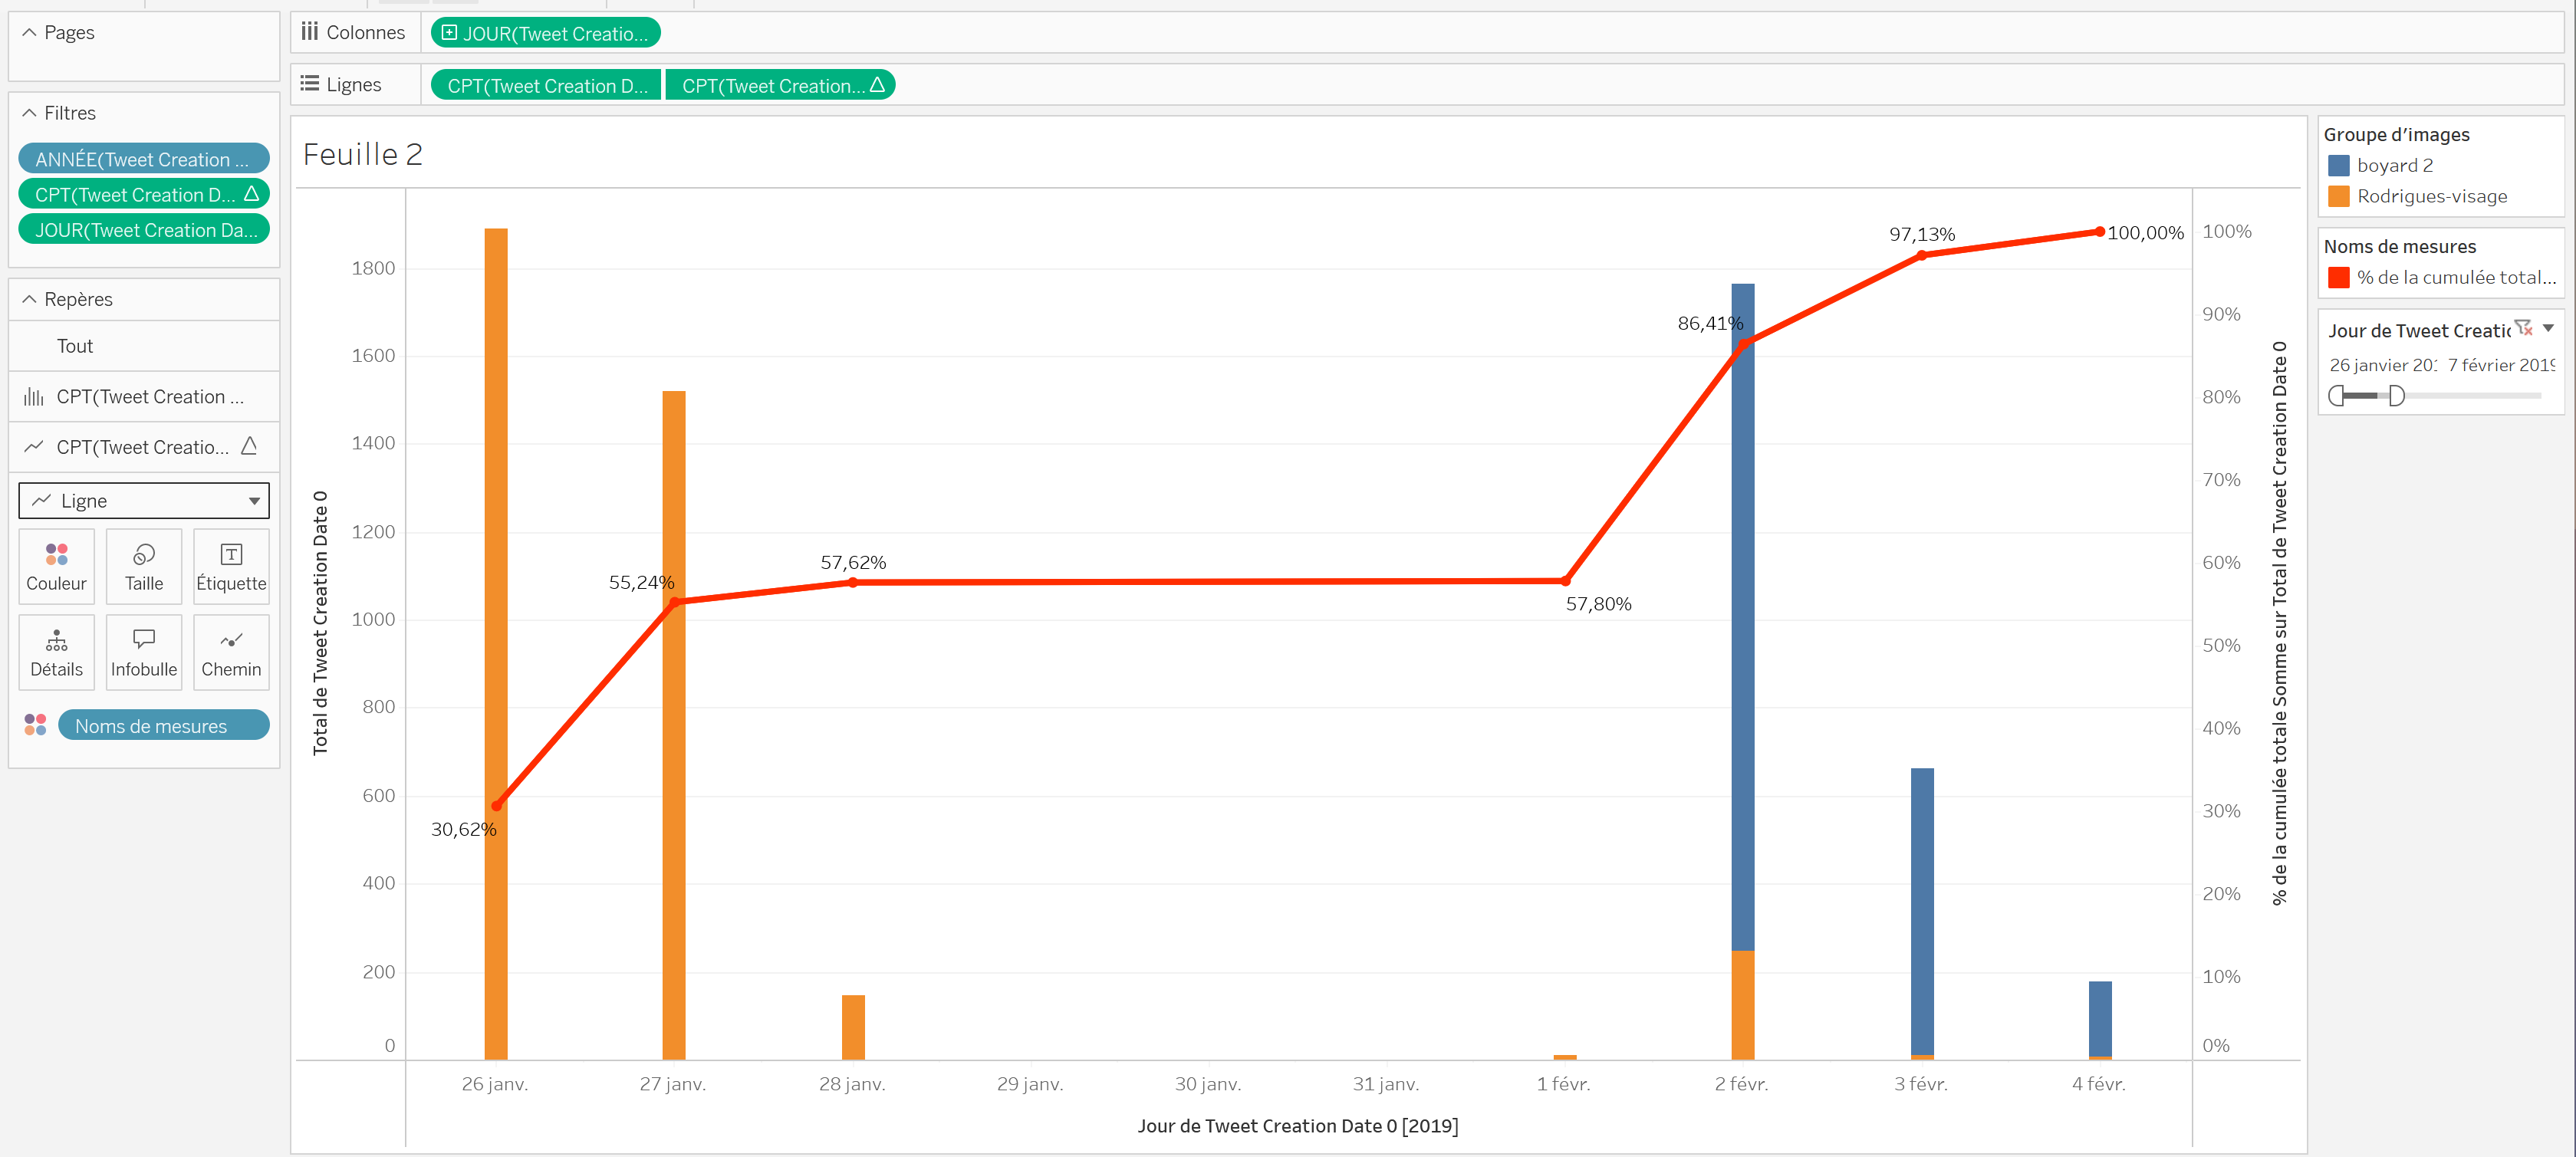 Pages
Colonnes
JOUR(Tweet Creatio...
Lignes
CPT(Tweet Creation D...
CPT(Tweet Creation...
Filtres
ANNÉE(Tweet Creation ...
CPT(Tweet Creation D...
JOUR(Tweet Creation Da...
Repères
Tout
CPT(Tweet Creation ...
CPT(Tweet Creatio...
Ligne
Couleur
Taille
Étiquette
Détails
Infobulle
Chemin
Noms de mesures
Feuille 2
Total de Tweet Creation Date 0
1800
1600
1400
1200
1000
800
600
400
200
0
30,62%
55,24%
57,62%
57,80%
86,41%
97,13%
100,00%
100%
90%
80%
70%
60%
50%
40%
30%
20%
10%
0%
% de la cumulée totale Somme sur Total de Tweet Creation Date 0
26 janv.
27 janv.
28 janv.
29 janv.
30 janv.
31 janv.
1 févr.
2 févr.
3 févr.
4 févr.
Jour de Tweet Creation Date 0 [2019]
Groupe d'images
boyard 2
Rodrigues-visage
Noms de mesures
% de la cumulée total...
Jour de Tweet Creatic
26 janvier 20 7 février 2019